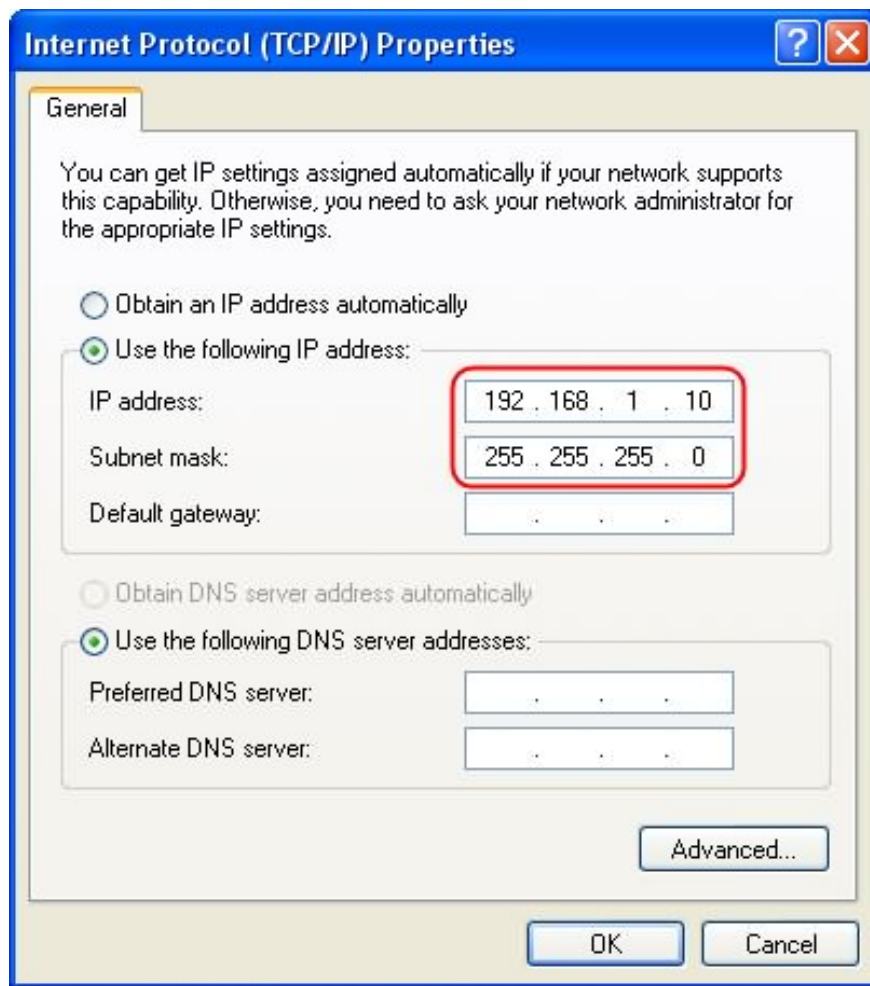 Internet Protocol (TCP/IP) Properties
General
You can get IP settings assigned automatically if your network supports
this capability. Otherwise, you need to ask your network administrator for
the appropriate IP settings.
Obtain an IP address automatically
Use the following IP address:
IP address: 192 . 168 . 1 . 10
Subnet mask: 255 . 255 . 255 . 0
Default gateway: . . .
Obtain DNS server address automatically
Use the following DNS server addresses:
Preferred DNS server: . . .
Alternate DNS server: . . .
Advanced...
OK Cancel